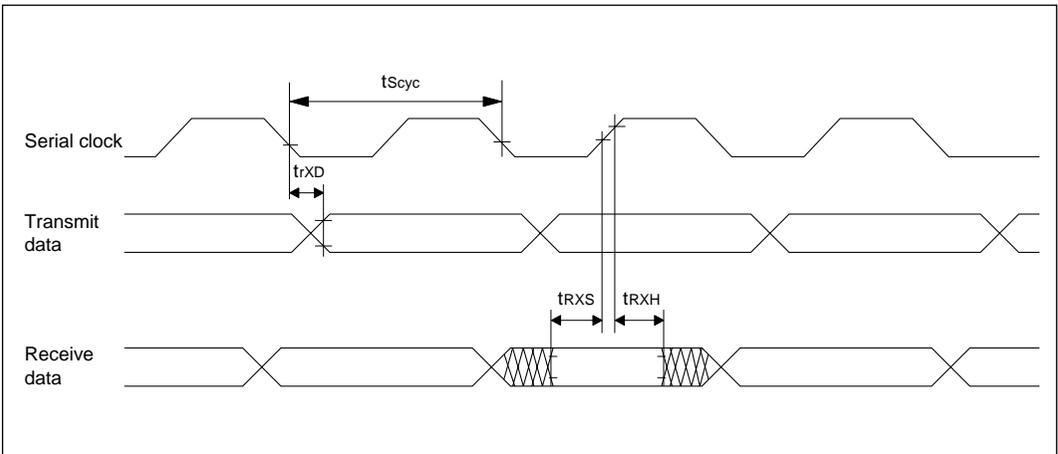 tScyc
Serial clock
trXD
Transmit
data
tRXS tRXH
Receive
data